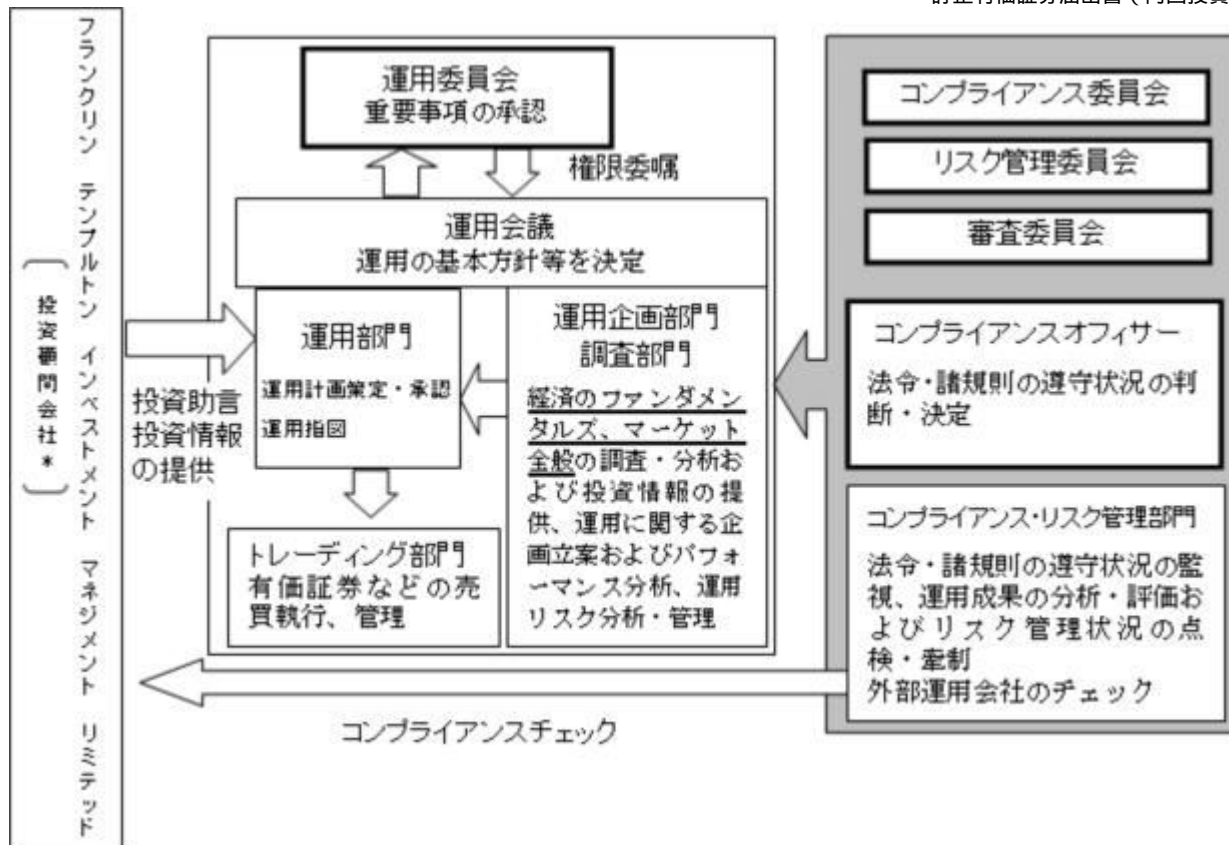 フランクリン テンプルトン インベストメント マネジメント リミテッド
投資顧問会社*
運用委員会
重要事項の承認
権限委嘱
運用会議
運用の基本方針等を決定
運用部門
運用計画策定・承認
運用指図
投資助言
投資情報
の提供
運用企画部門
調査部門
経済のファンダメン
タルズ、マーケット
全般の調査・分析お
よび投資情報の提
供、運用に関する企
画立案およびパフォ
ーマンス分析、運用
リスク分析・管理
トレーディング部門
有価証券などの売
買執行、管理
コンプライアンスチェック
コンプライアンス委員会
リスク管理委員会
審査委員会
コンプライアンスオフィサー
法令・諸規則の遵守状況の判
断・決定
コンプライアンス・リスク管理部門
法令・諸規則の遵守状況の監
視、運用成果の分析・評価お
よびリスク管理状況の点
検・牽制
外部運用会社のチェック